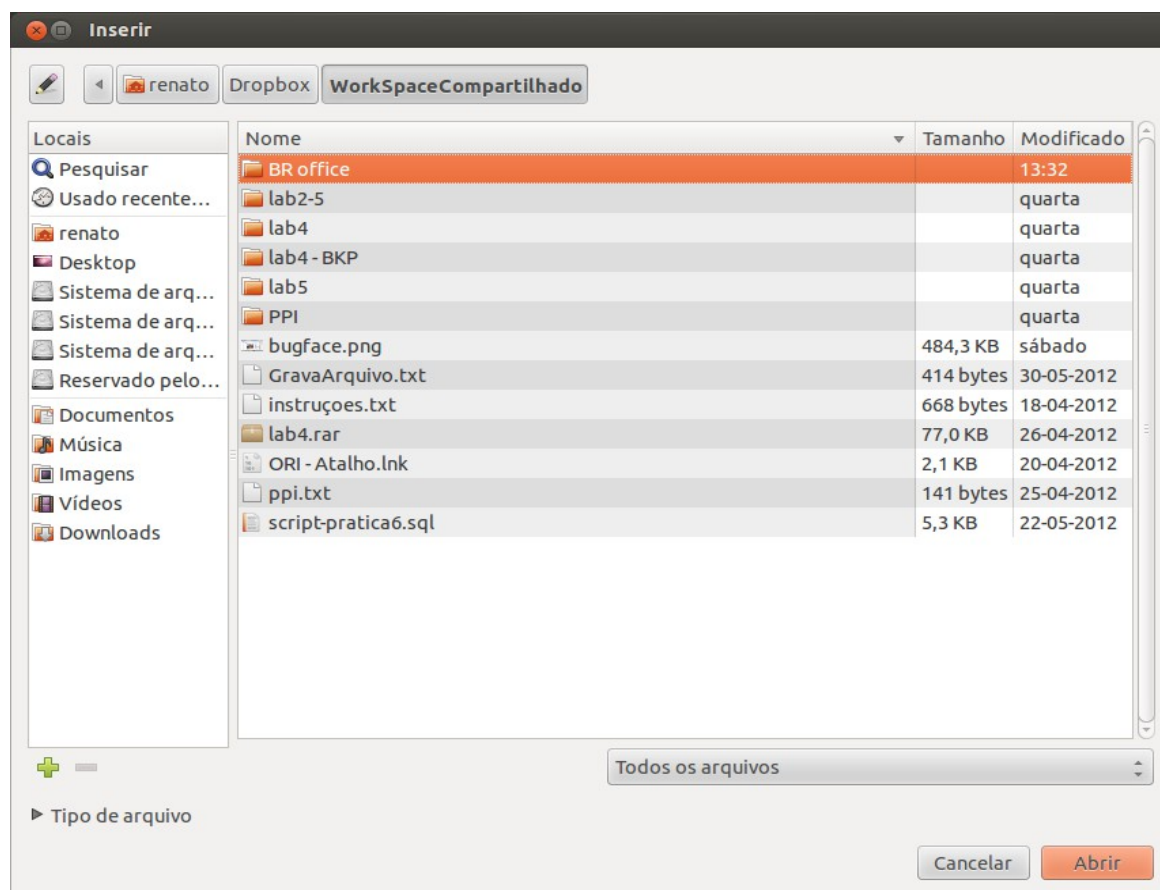 Inserir
renato Dropbox WorkSpaceCompartilhado
Locais
Pesquisar
Usado recente...
renato
Desktop
Sistema de arq...
Sistema de arq...
Sistema de arq...
Reservado pelo...
Documentos
Música
Imagens
Vídeos
Downloads
Nome Tamanho Modificado
BR office 13:32
lab2-5 quarta
lab4 quarta
lab4 - BKP quarta
lab5 quarta
PPI quarta
bugface.png 484,3 KB sábado
GravaArquivo.txt 414 bytes 30-05-2012
instruçoes.txt 668 bytes 18-04-2012
lab4.rar 77,0 KB 26-04-2012
ORI - Atalho.lnk 2,1 KB 20-04-2012
ppi.txt 141 bytes 25-04-2012
script-pratica6.sql 5,3 KB 22-05-2012
Todos os arquivos
Tipo de arquivo
Cancelar Abrir